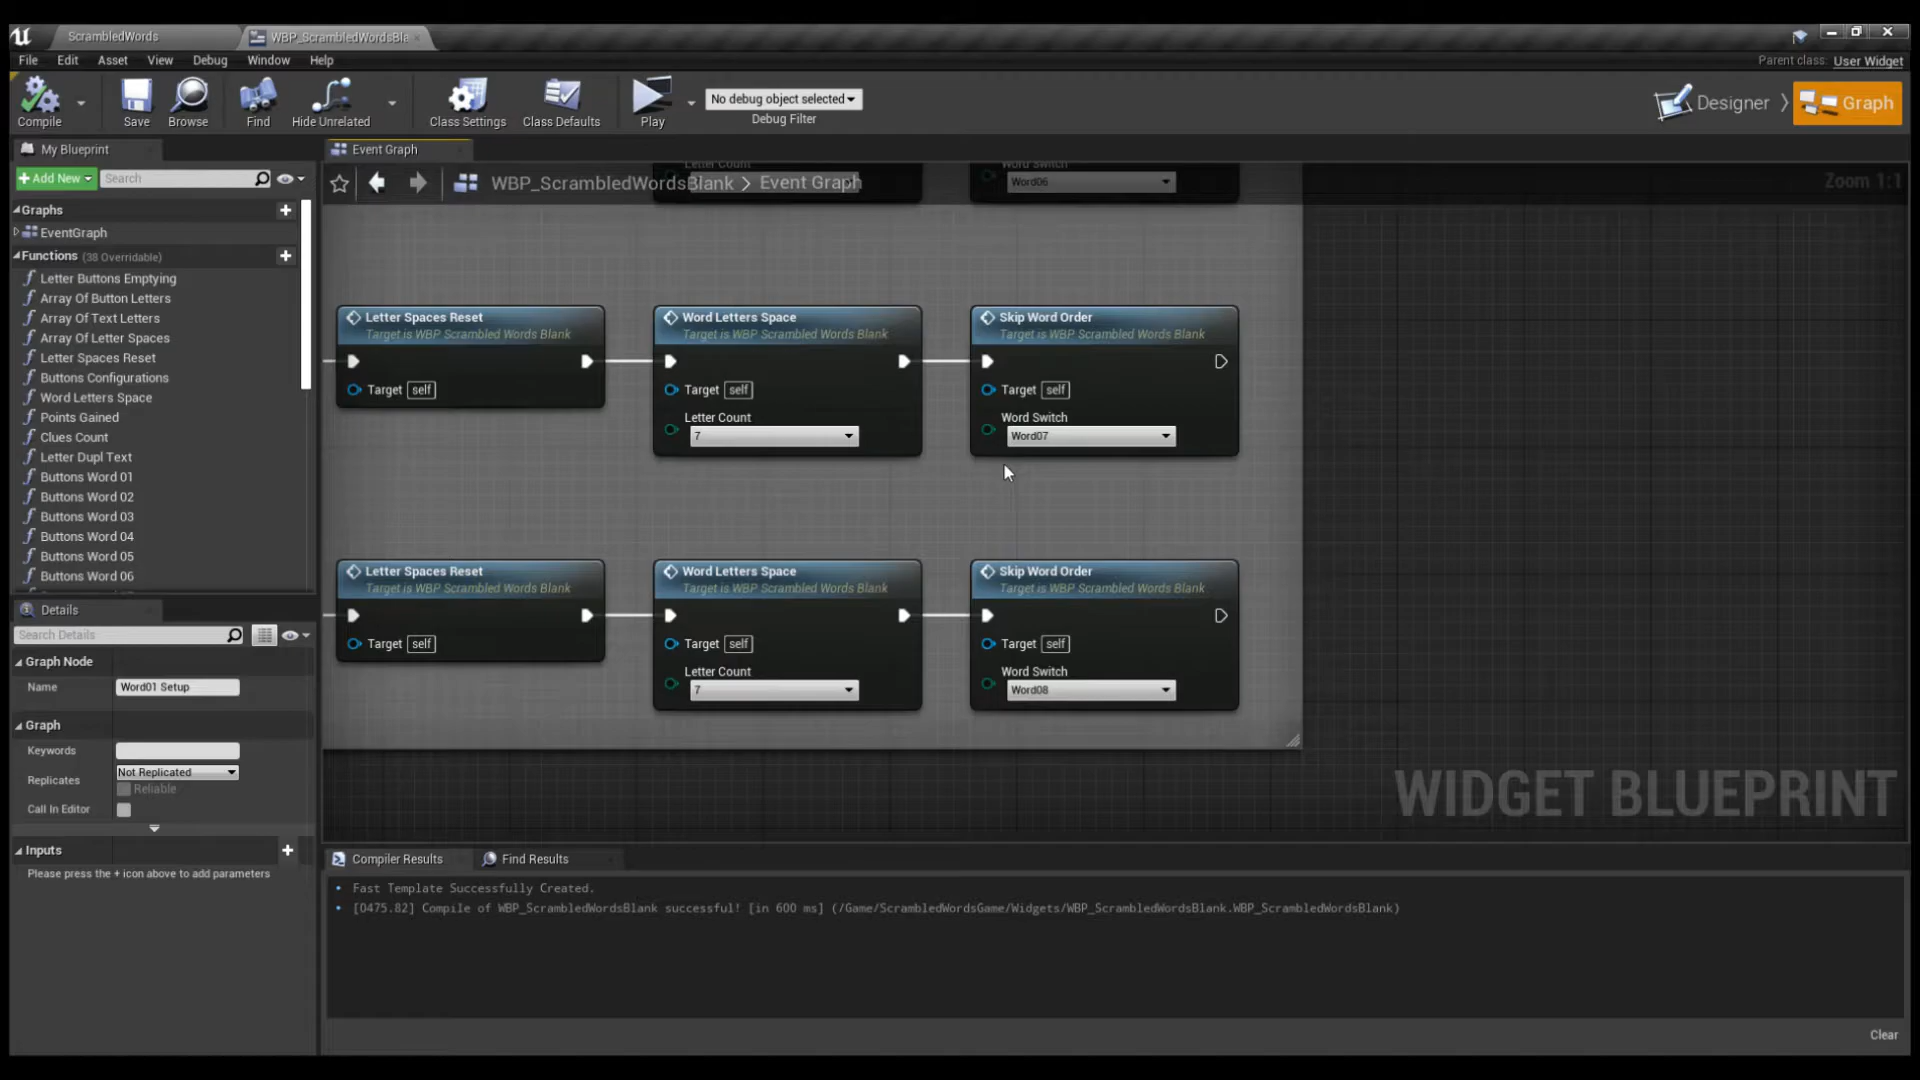 ScrambledWords
WBP_ScrambledWordsBla
File Edit Asset View Debug Window Help
Parent class: User Widget
Compile
Save
Browse
Find
Hide Unrelated
Class Settings
Class Defaults
Play
No debug object selected
Debug Filter
Designer
Graph
My Blueprint
Add New
Search
Graphs
EventGraph
Functions (38 Overridable)
Letter Buttons Emptying
Array Of Button Letters
Array Of Text Letters
Array Of Letter Spaces
Letter Spaces Reset
Buttons Configurations
Word Letters Space
Points Gained
Clues Count
Letter Dupl Text
Buttons Word 01
Buttons Word 02
Buttons Word 03
Buttons Word 04
Buttons Word 05
Buttons Word 06
Details
Search Details
Graph Node
Name Word01 Setup
Graph
Keywords
Replicates Not Replicated
Reliable
Call In Editor
Inputs
Please press the + icon above to add parameters
Event Graph
WBP_ScrambledWordsBlank > Event Graph
Zoom 1:1
Letter Count
Word Switch
Word06
Letter Spaces Reset
Target is WBP Scrambled Words Blank
Target self
Word Letters Space
Target is WBP Scrambled Words Blank
Target self
Letter Count
7
Skip Word Order
Target is WBP Scrambled Words Blank
Target self
Word Switch
Word07
Letter Spaces Reset
Target is WBP Scrambled Words Blank
Target self
Word Letters Space
Target is WBP Scrambled Words Blank
Target self
Letter Count
7
Skip Word Order
Target is WBP Scrambled Words Blank
Target self
Word Switch
Word08
WIDGET BLUEPRINT
Compiler Results
Find Results
Fast Template Successfully Created.
[0475.82] Compile of WBP_ScrambledWordsBlank successful! [in 600 ms] (/Game/ScrambledWordsGame/Widgets/WBP_ScrambledWordsBlank.WBP_ScrambledWordsBlank)
Clear